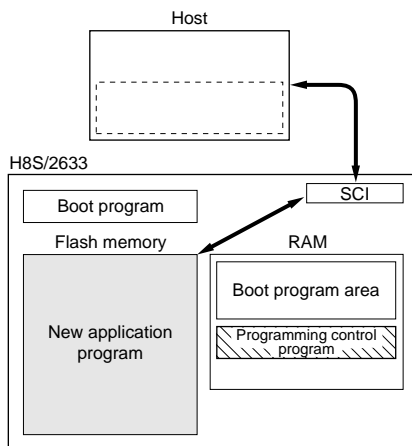 Host
H8S/2633
SCI
Boot program
Flash memory
RAM
Boot program area
New application
program
Programming control
program